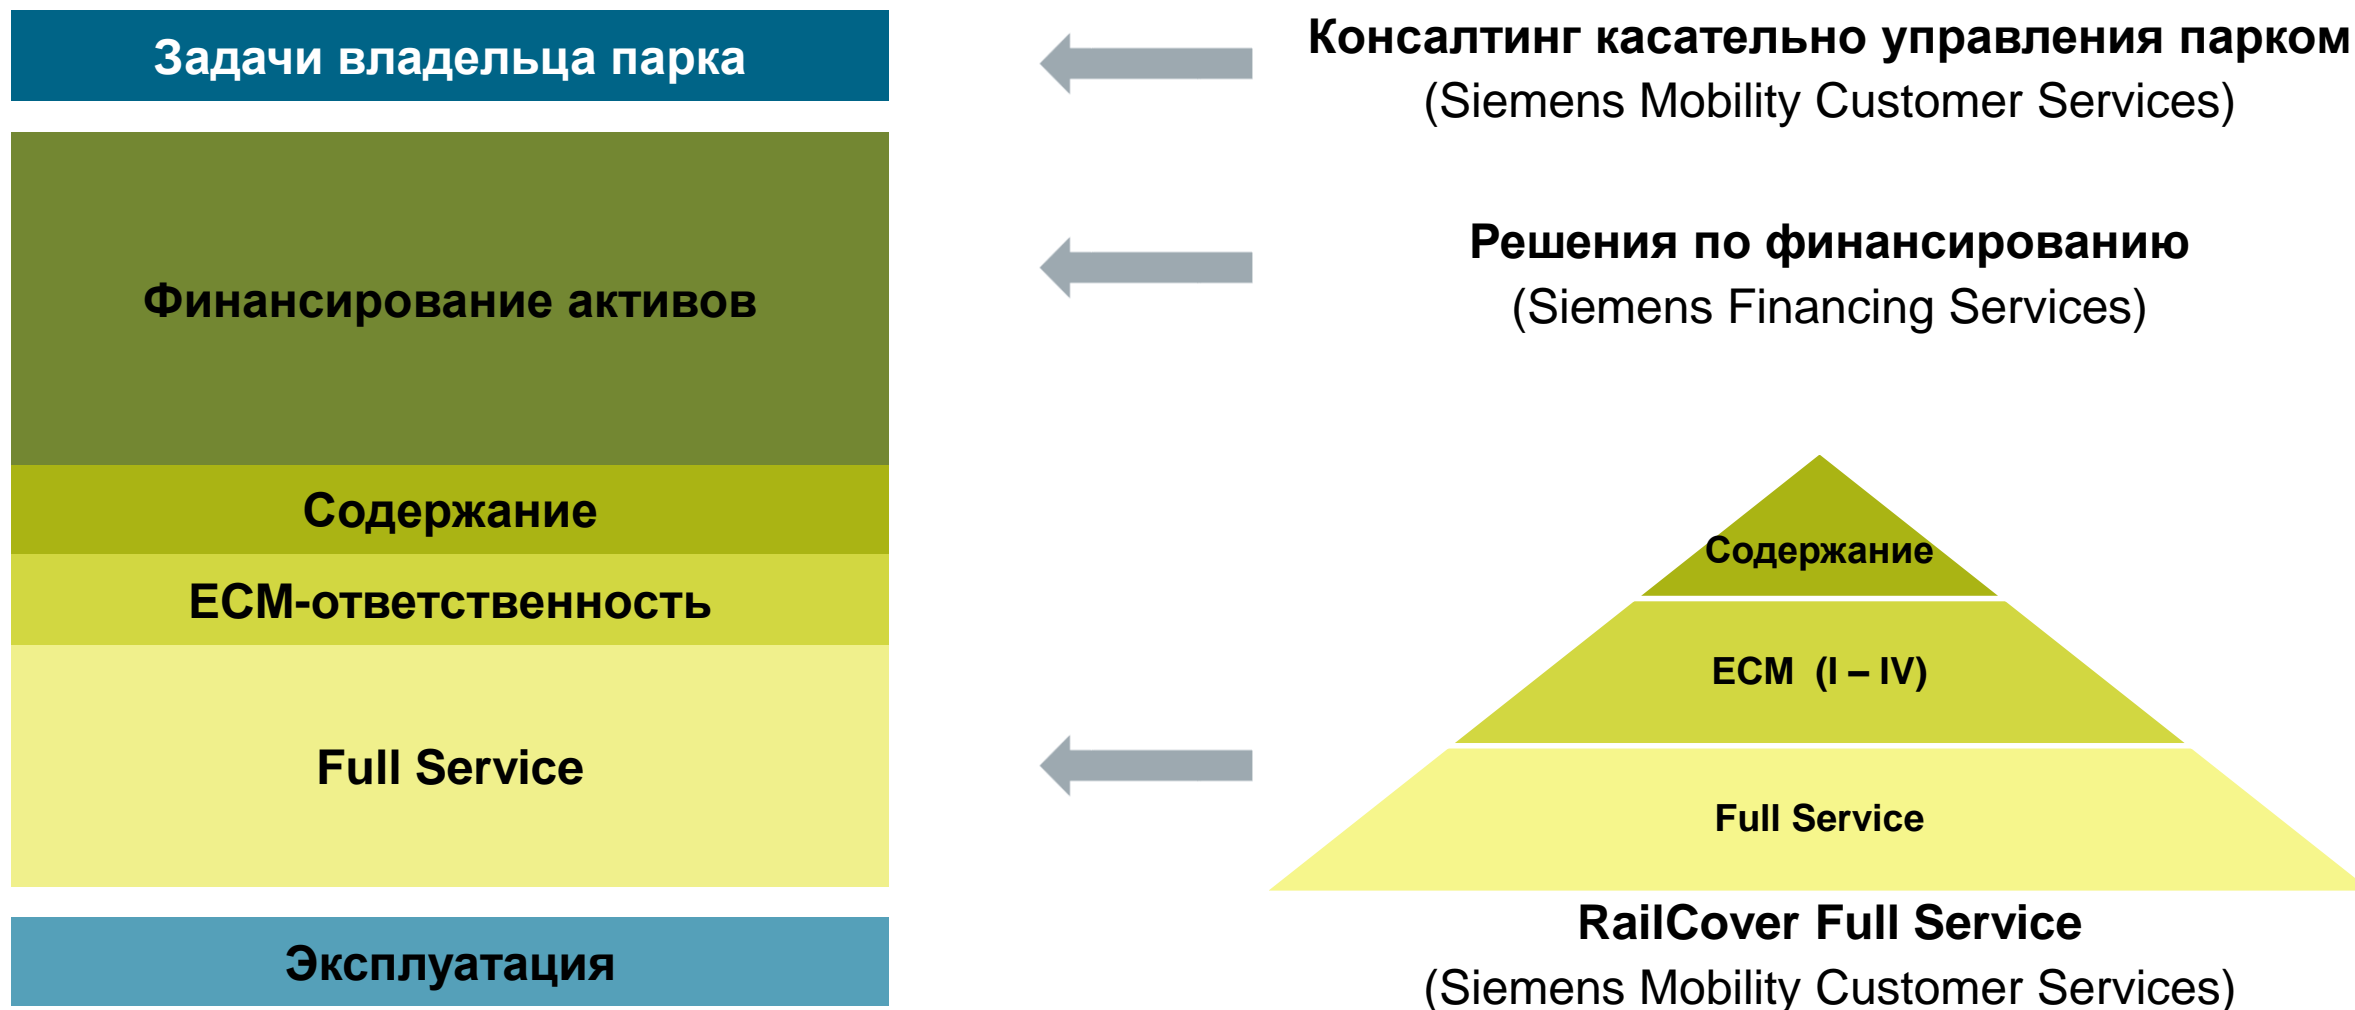 Задачи владельца парка
Финансирование активов
Содержание
ECM-ответственность
Full Service
Эксплуатация
Консалтинг касательно управления парком
(Siemens Mobility Customer Services)
Решения по финансированию
(Siemens Financing Services)
Содержание
ECM (I – IV)
Full Service
RailCover Full Service
(Siemens Mobility Customer Services)